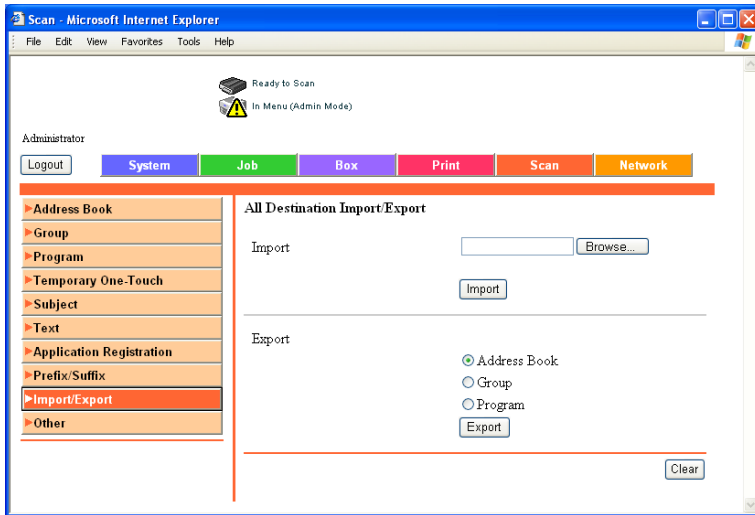 Scan - Microsoft Internet Explorer
File Edit View Favorites Tools Help
Ready to Scan
In Menu (Admin Mode)
Administrator
Logout System Job Box Print Scan Network
Address Book
Group
Program
Temporary One-Touch
Subject
Text
Application Registration
Prefix/Suffix
Import/Export
Other
All Destination Import/Export
Import Browse...
Import
Export
Address Book
Group
Program
Export
Clear